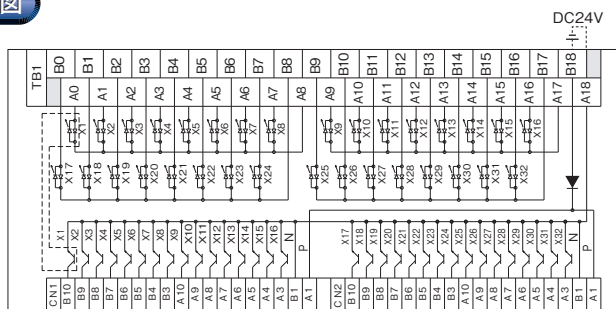 図
DC24V
TB1 B0 B1 B2 B3 B4 B5 B6 B7 B8 B9 B10 B11 B12 B13 B14 B15 B16 B17 B18
A0 A1 A2 A3 A4 A5 A6 A7 A8 A9 A10 A11 A12 A13 A14 A15 A16 A17 A18
X1 X2 X3 X4 X5 X6 X7 X8 X9 X10 X11 X12 X13 X14 X15 X16
X17 X18 X19 X20 X21 X22 X23 X24 X25 X26 X27 X28 X29 X30 X31 X32
X1 X2 X3 X4 X5 X6 X7 X8 X9 X10 X11 X12 X13 X14 X15 X16 N P
X17 X18 X19 X20 X21 X22 X23 X24 X25 X26 X27 X28 X29 X30 X31 X32 N P
CN1 B10 B9 B8 B7 B6 B5 B4 B3 A10 A9 A8 A7 A6 A5 A4 A3 B1 A1
CN2 B10 B9 B8 B7 B6 B5 B4 B3 A10 A9 A8 A7 A6 A5 A4 A3 B1 A1